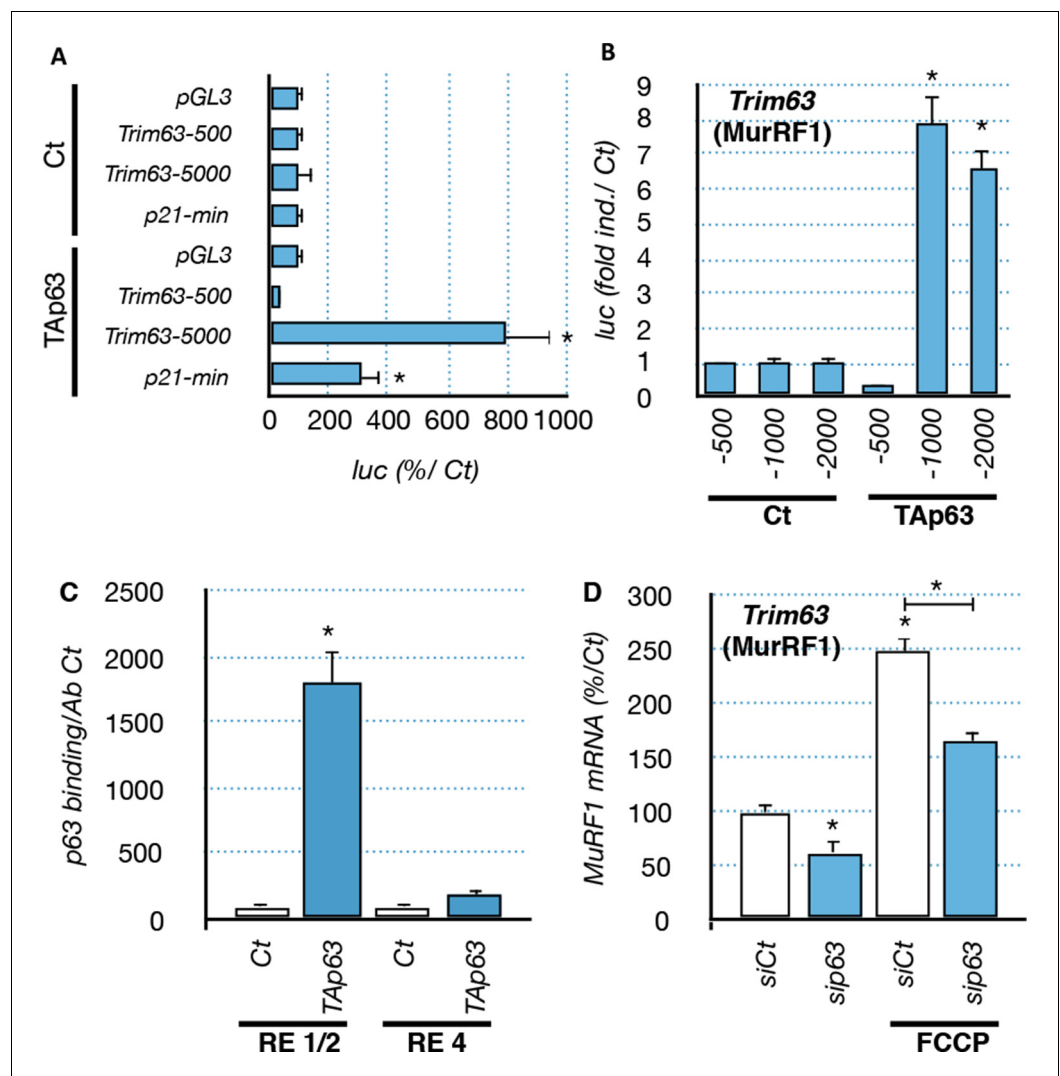 A
Ct
pGL3
Trim63-500
Trim63-5000
p21-min
TAp63
pGL3
Trim63-500
Trim63-5000
p21-min
*
*
0 200 400 600 800 1000
luc (%/ Ct)
B
luc (fold ind./ Ct)
9
8
7
6
5
4
3
2
1
0
Trim63
(MurRF1)
*
*
-500 -1000 -2000 -500 -1000 -2000
Ct TAp63
C
p63 binding/Ab Ct
2500
2000
1500
1000
500
0
*
Ct TAp63 Ct TAp63
RE 1/2 RE 4
D
MuRF1 mRNA (%/Ct)
300
250
200
150
100
50
0
Trim63
(MurRF1)
*
*
*
siCt sip63 siCt sip63
FCCP